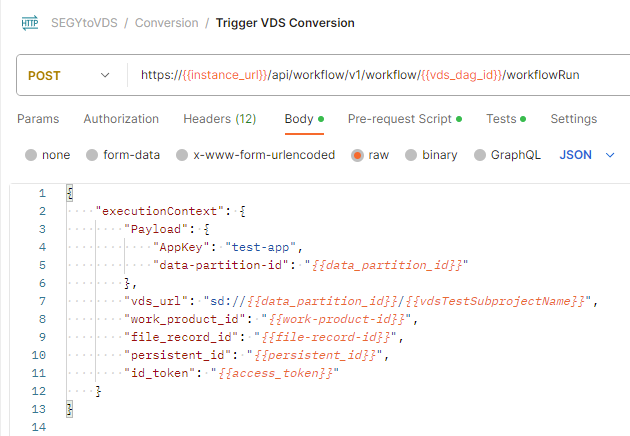 HTTP SEGYtoVDS / Conversion / Trigger VDS Conversion
POST https://{{instance_url}}/api/workflow/v1/workflow/{{vds_dag_id}}/workflowRun
Params Authorization Headers (12) Body Pre-request Script Tests Settings
none form-data x-www-form-urlencoded raw binary GraphQL JSON
1 {
2 "executionContext": {
3 "Payload": {
4 "AppKey": "test-app",
5 "data-partition-id": "{{data_partition_id}}"
6 },
7 "vds_url": "sd://{{data_partition_id}}/{{vdsTestSubprojectName}}",
8 "work_product_id": "{{work-product-id}}",
9 "file_record_id": "{{file-record-id}}",
10 "persistent_id": "{{persistent_id}}",
11 "id_token": "{{access_token}}"
12 }
13 }
14